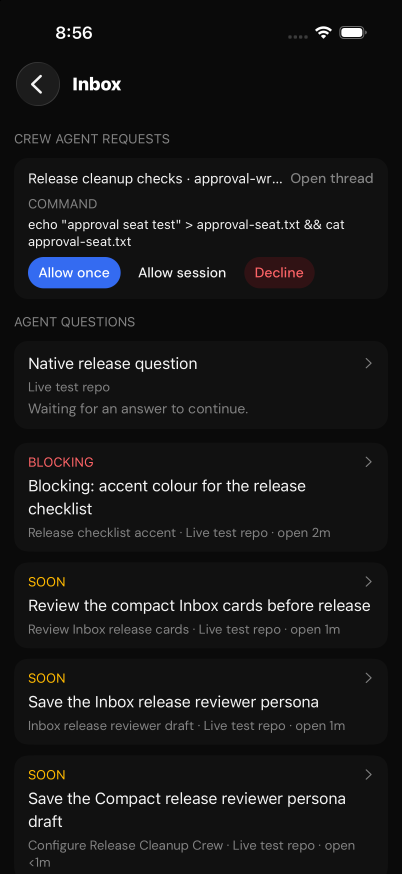 8:56
Inbox
CREW AGENT REQUESTS
Release cleanup checks · approval-wr... Open thread
COMMAND
echo "approval seat test" > approval-seat.txt && cat
approval-seat.txt
Allow once Allow session Decline
AGENT QUESTIONS
Native release question
Live test repo
Waiting for an answer to continue.
BLOCKING
Blocking: accent colour for the release
checklist
Release checklist accent · Live test repo · open 2m
SOON
Review the compact Inbox cards before release
Review Inbox release cards · Live test repo · open 1m
SOON
Save the Inbox release reviewer persona
Inbox release reviewer draft · Live test repo · open 1m
SOON
Save the Compact release reviewer persona
draft
Configure Release Cleanup Crew · Live test repo · open
<1m